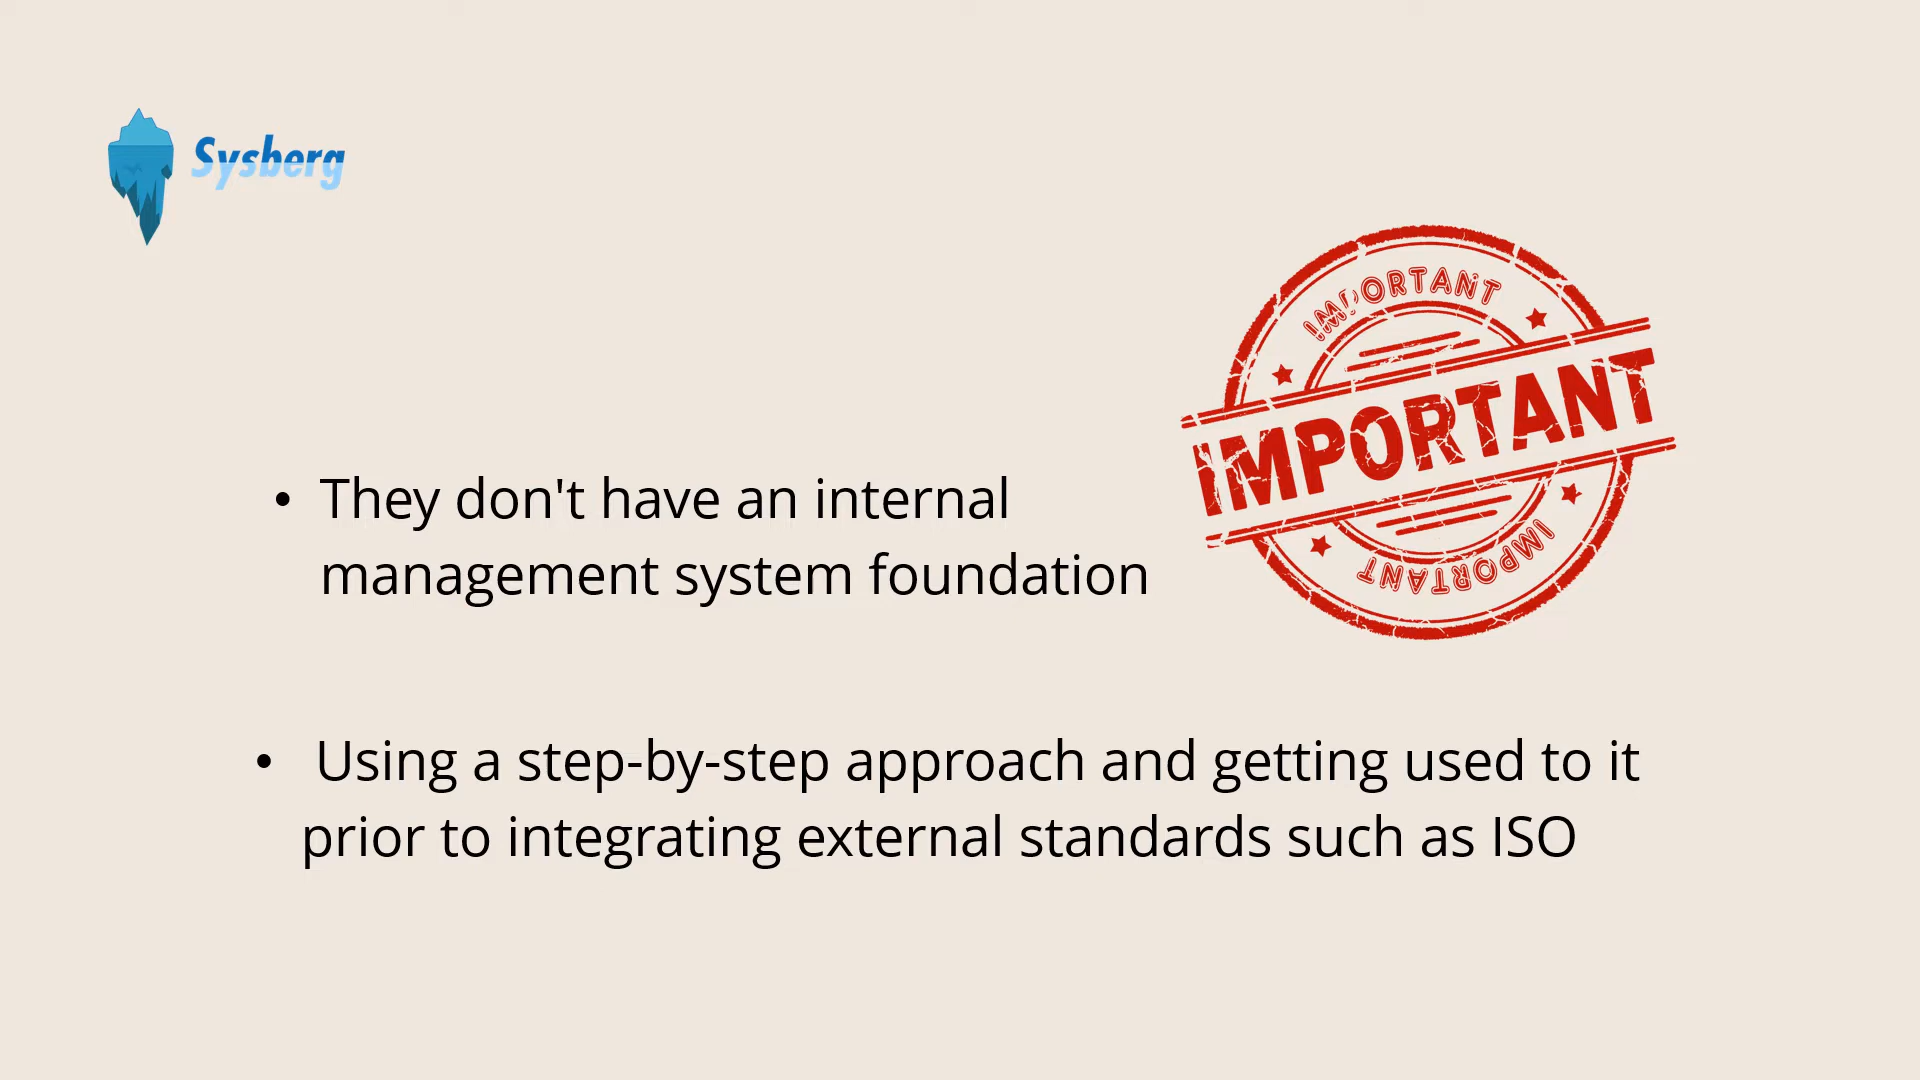 Sysberg
IMPORTANT
IMPORTANT
IMPORTANT
• They don't have an internal
management system foundation
• Using a step-by-step approach and getting used to it
prior to integrating external standards such as ISO